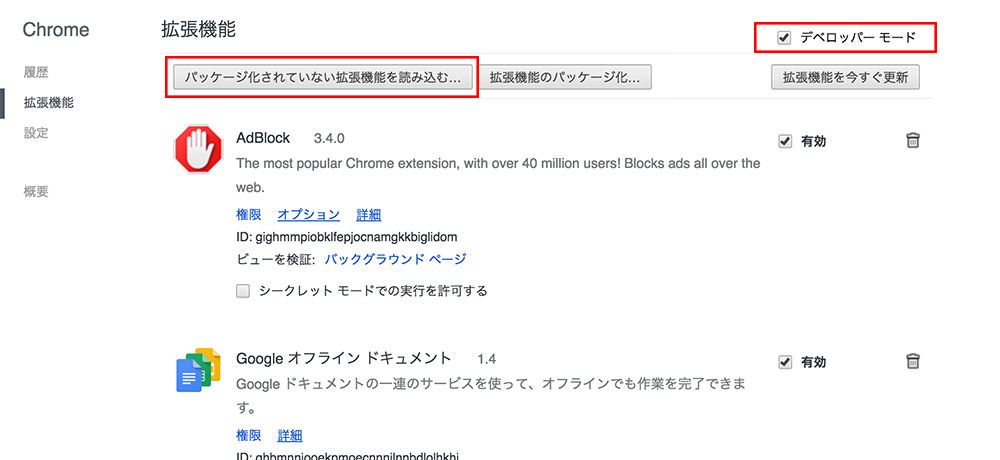 Chrome
拡張機能
デベロッパー モード
履歴
拡張機能
設定
概要
パッケージ化されていない拡張機能を読み込む...
拡張機能のパッケージ化...
拡張機能を今すぐ更新
AdBlock 3.4.0
有効
The most popular Chrome extension, with over 40 million users! Blocks ads all over the
web.
権限 オプション 詳細
ID: gighmmpiobklfepjocnamgkkbiglidom
ビューを検証: バックグラウンド ページ
シークレット モードでの実行を許可する
Google オフライン ドキュメント 1.4
有効
Google ドキュメントの一連のサービスを使って、オフラインでも作業を完了できま
す。
権限 詳細
ID: